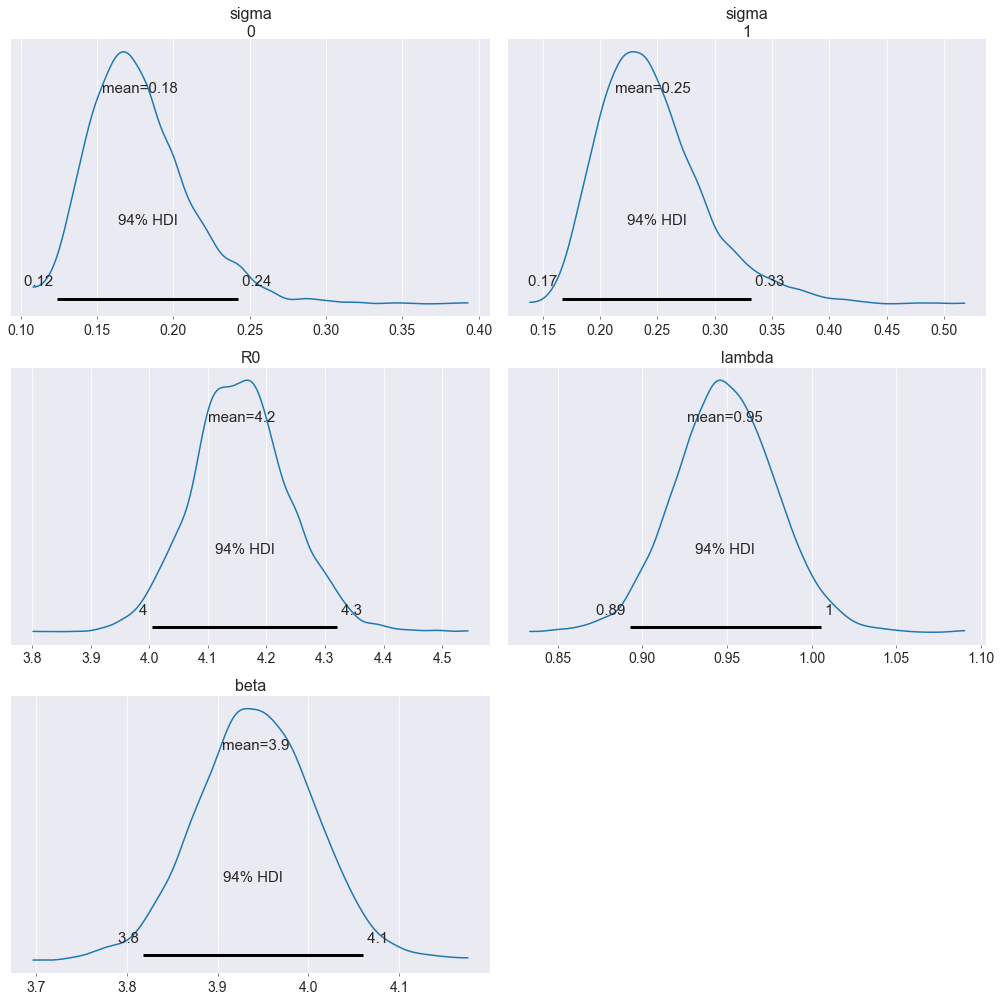 sigma
0
mean=0.18
94% HDI
0.12
0.24
0.10 0.15 0.20 0.25 0.30 0.35 0.40
sigma
1
mean=0.25
94% HDI
0.17
0.33
0.15 0.20 0.25 0.30 0.35 0.40 0.45 0.50
R0
mean=4.2
94% HDI
4
4.3
3.8 3.9 4.0 4.1 4.2 4.3 4.4 4.5
lambda
mean=0.95
94% HDI
0.89
1
0.85 0.90 0.95 1.00 1.05 1.10
beta
mean=3.9
94% HDI
3.8
4.1
3.7 3.8 3.9 4.0 4.1